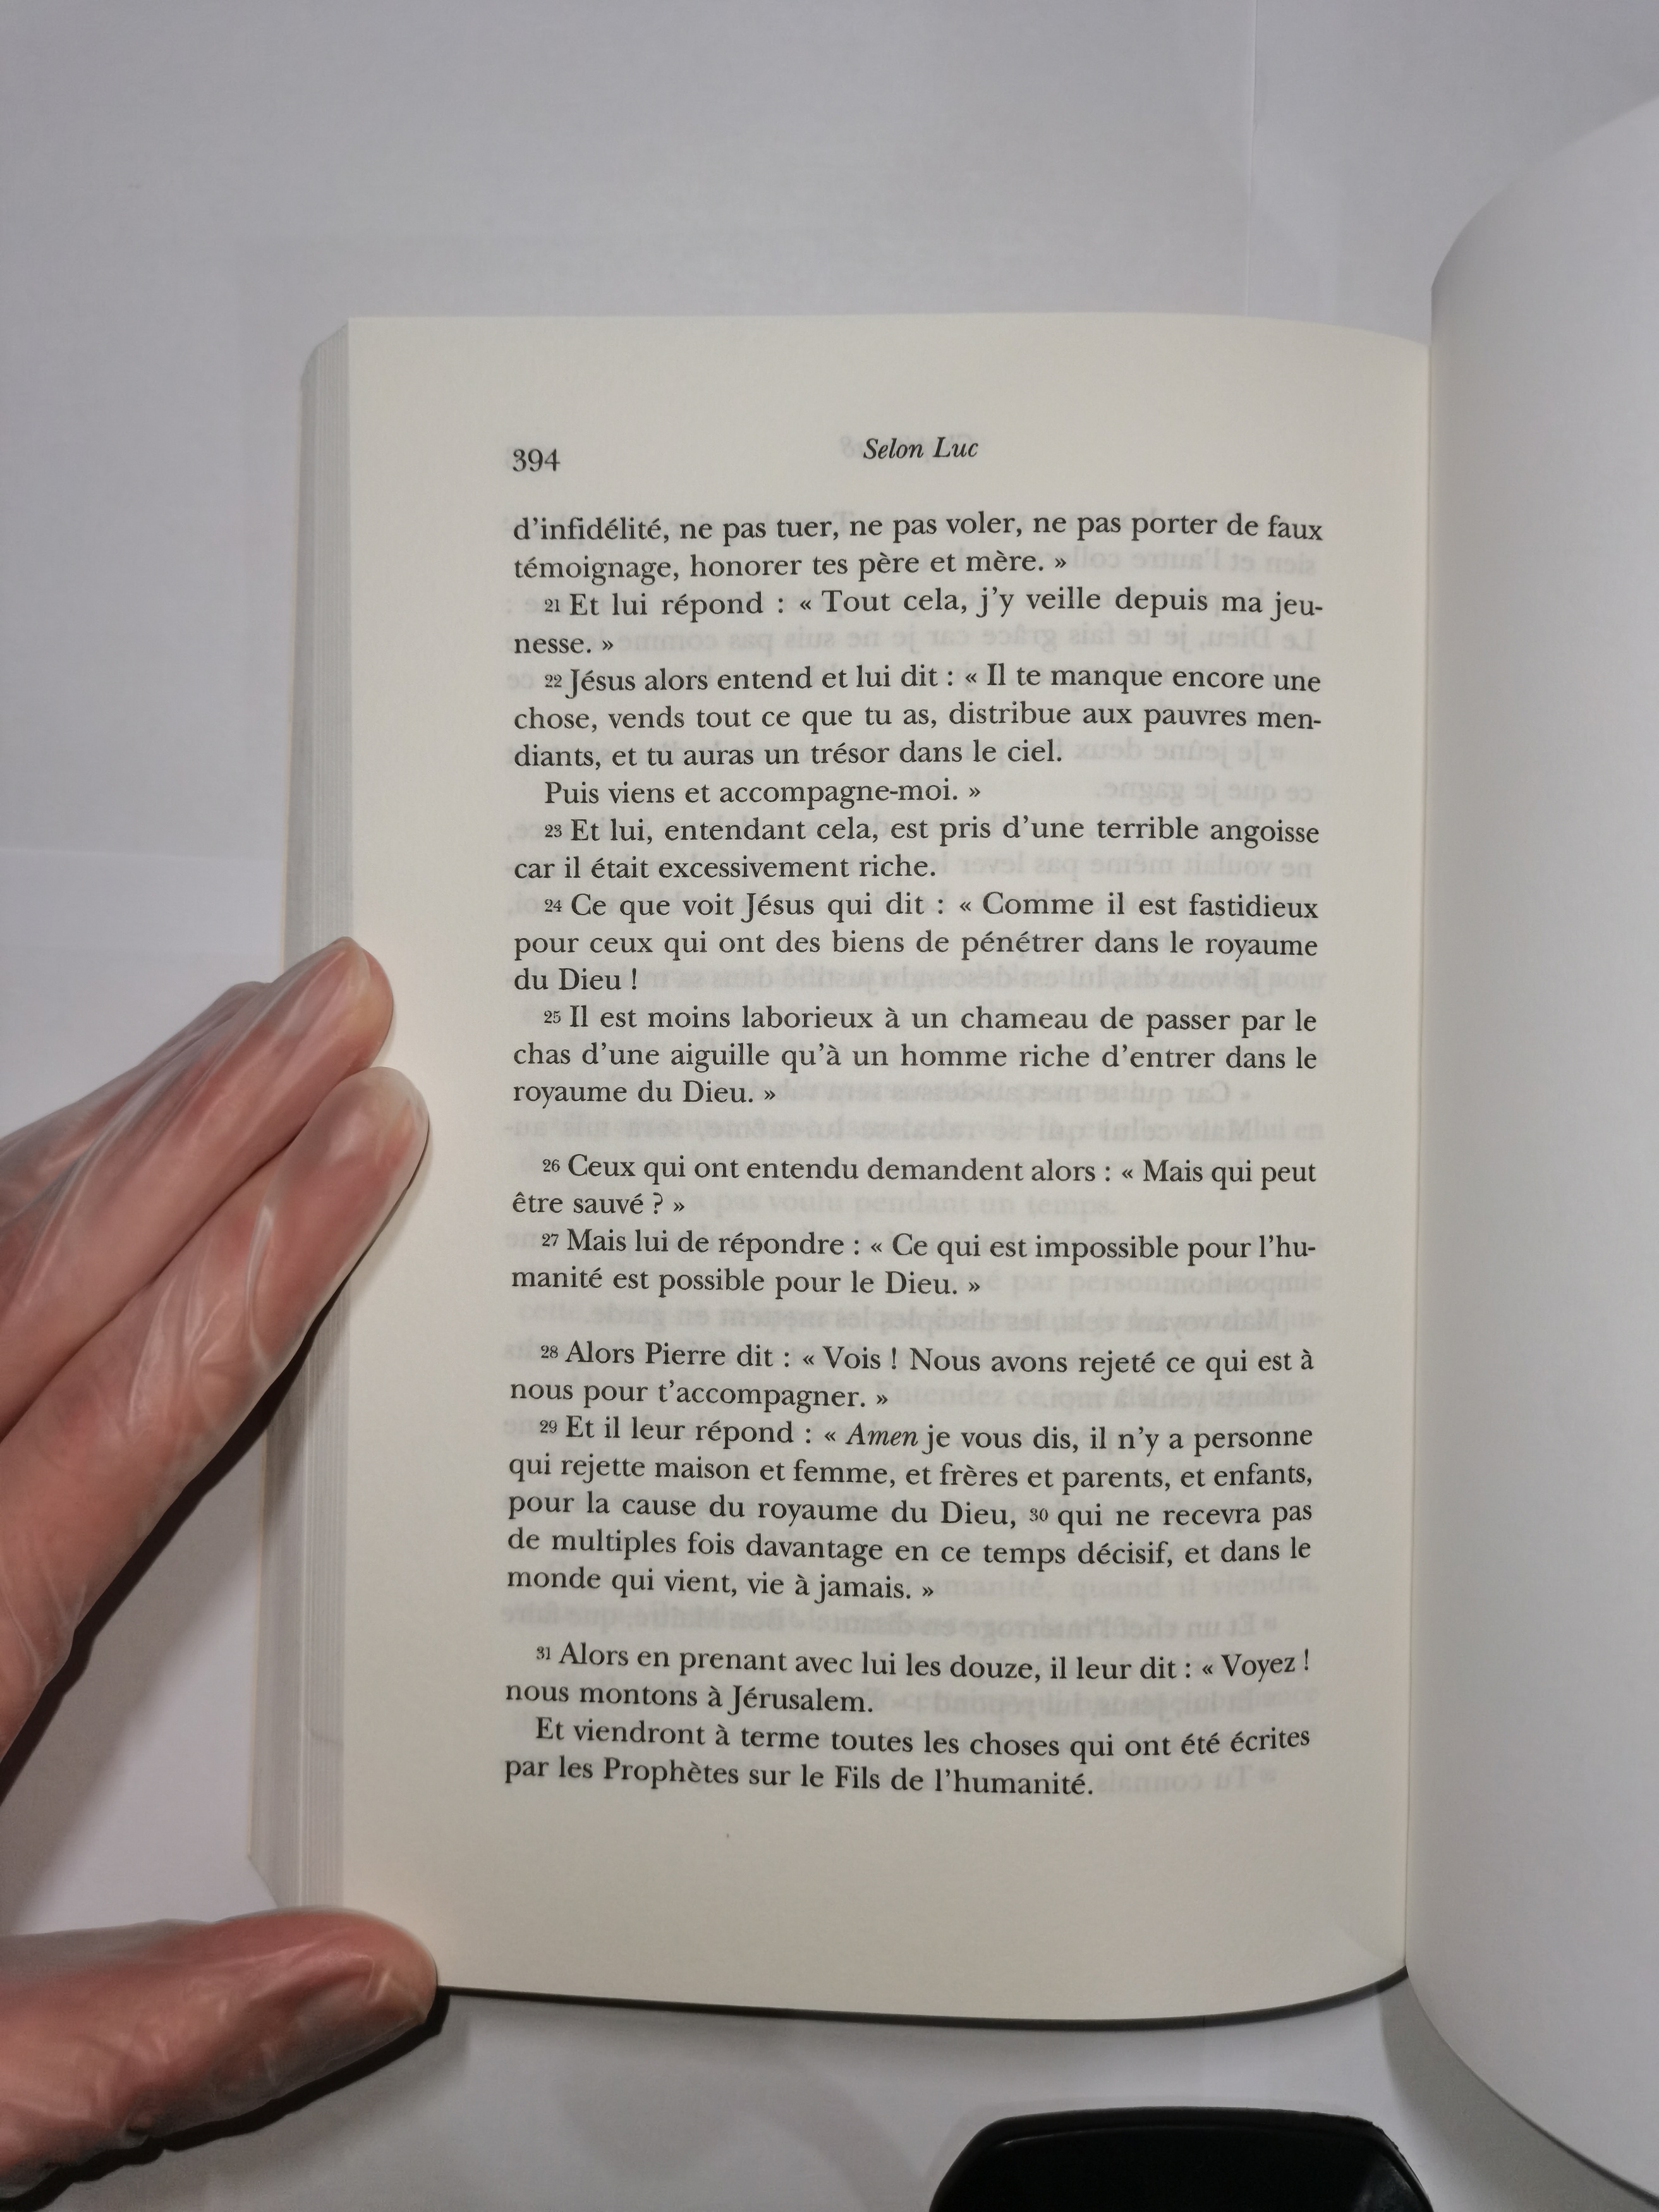 394
Selon Luc
d'infidélité, ne pas tuer, ne pas voler, ne pas porter de faux
témoignage, honorer tes père et mère. »
21 Et lui répond : « Tout cela, j'y veille depuis ma jeu-
nesse. »
22 Jésus alors entend et lui dit : « Il te manque encore une
chose, vends tout ce que tu as, distribue aux pauvres men-
diants, et tu auras un trésor dans le ciel.
Puis viens et accompagne-moi. »
23 Et lui, entendant cela, est pris d'une terrible angoisse
car il était excessivement riche.
24 Ce que voit Jésus qui dit : « Comme il est fastidieux
pour ceux qui ont des biens de pénétrer dans le royaume
du Dieu !
25 Il est moins laborieux à un chameau de passer par le
chas d'une aiguille qu'à un homme riche d'entrer dans le
royaume du Dieu. »
26 Ceux qui ont entendu demandent alors : « Mais qui peut
être sauvé ? »
27 Mais lui de répondre : « Ce qui est impossible pour l'hu-
manité est possible pour le Dieu. »
28 Alors Pierre dit : « Vois ! Nous avons rejeté ce qui est à
nous pour t'accompagner. »
29 Et il leur répond : « Amen je vous dis, il n'y a personne
qui rejette maison et femme, et frères et parents, et enfants,
pour la cause du royaume du Dieu, 30 qui ne recevra pas
de multiples fois davantage en ce temps décisif, et dans le
monde qui vient, vie à jamais. »
31 Alors en prenant avec lui les douze, il leur dit : « Voyez !
nous montons à Jérusalem.
Et viendront à terme toutes les choses qui ont été écrites
par les Prophètes sur le Fils de l'humanité.